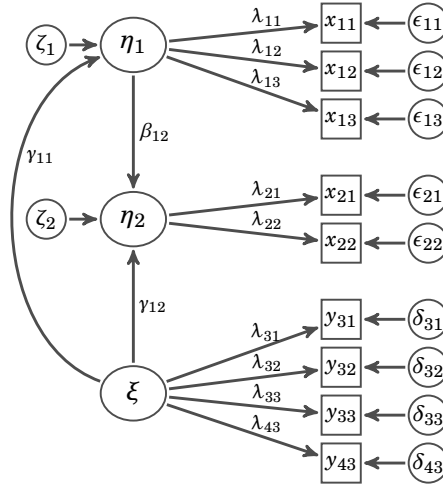 ζ₁ η₁ λ₁₁ x₁₁ ϵ₁₁
λ₁₂ x₁₂ ϵ₁₂
λ₁₃ x₁₃ ϵ₁₃
γ₁₁ β₁₂
ζ₂ η₂ λ₂₁ x₂₁ ϵ₂₁
λ₂₂ x₂₂ ϵ₂₂
γ₁₂
λ₃₁ y₃₁ δ₃₁
λ₃₂ y₃₂ δ₃₂
ξ λ₃₃ y₃₃ δ₃₃
λ₄₃ y₄₃ δ₄₃